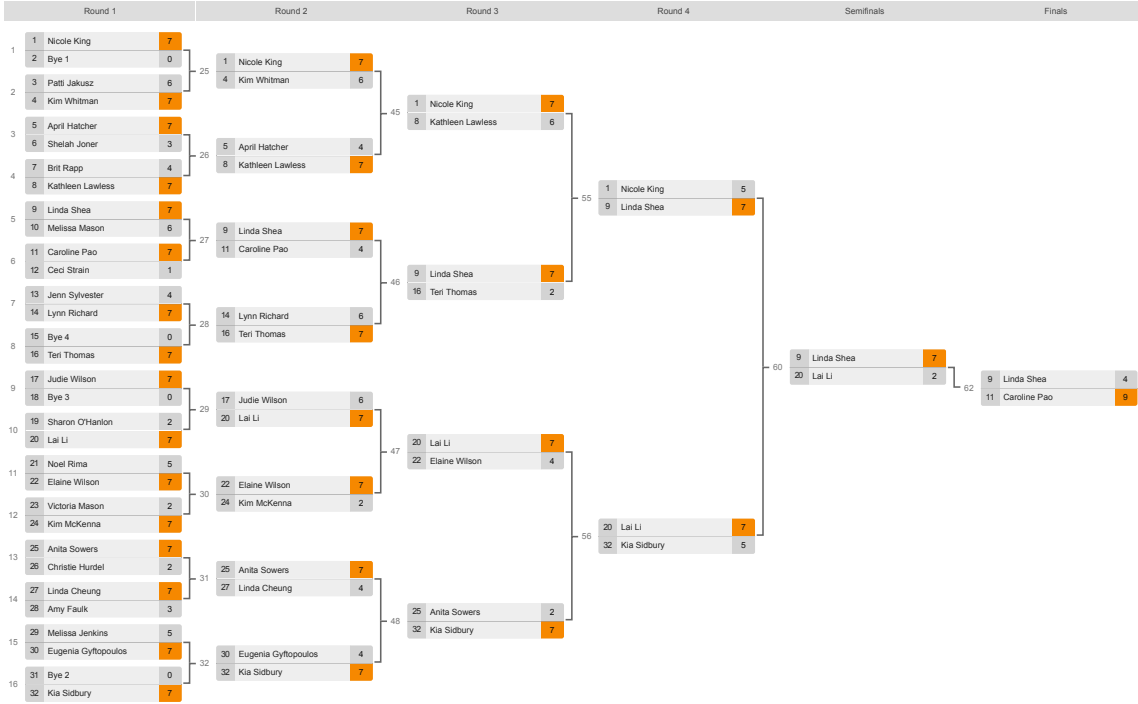 Round 1 Round 2 Round 3 Round 4 Semifinals Finals
1
1 Nicole King 7
2 Bye 1 0
2
3 Patti Jakusz 6
4 Kim Whitman 7
3
5 April Hatcher 7
6 Shelah Joner 3
4
7 Brit Rapp 4
8 Kathleen Lawless 7
5
9 Linda Shea 7
10 Melissa Mason 6
6
11 Caroline Pao 7
12 Ceci Strain 1
7
13 Jenn Sylvester 4
14 Lynn Richard 7
8
15 Bye 4 0
16 Teri Thomas 7
9
17 Judie Wilson 7
18 Bye 3 0
10
19 Sharon O'Hanlon 2
20 Lai Li 7
11
21 Noel Rima 5
22 Elaine Wilson 7
12
23 Victoria Mason 2
24 Kim McKenna 7
13
25 Anita Sowers 7
26 Christie Hurdel 2
14
27 Linda Cheung 7
28 Amy Faulk 3
15
29 Melissa Jenkins 5
30 Eugenia Gyftopoulos 7
16
31 Bye 2 0
32 Kia Sidbury 7
25
1 Nicole King 7
4 Kim Whitman 6
26
5 April Hatcher 4
8 Kathleen Lawless 7
27
9 Linda Shea 7
11 Caroline Pao 4
28
14 Lynn Richard 6
16 Teri Thomas 7
29
17 Judie Wilson 6
20 Lai Li 7
30
22 Elaine Wilson 7
24 Kim McKenna 2
31
25 Anita Sowers 7
27 Linda Cheung 4
32
30 Eugenia Gyftopoulos 4
32 Kia Sidbury 7
45
1 Nicole King 7
8 Kathleen Lawless 6
46
9 Linda Shea 7
16 Teri Thomas 2
47
20 Lai Li 7
22 Elaine Wilson 4
48
25 Anita Sowers 2
32 Kia Sidbury 7
55
1 Nicole King 5
9 Linda Shea 7
56
20 Lai Li 7
32 Kia Sidbury 5
60
9 Linda Shea 7
20 Lai Li 2
62
9 Linda Shea 4
11 Caroline Pao 9